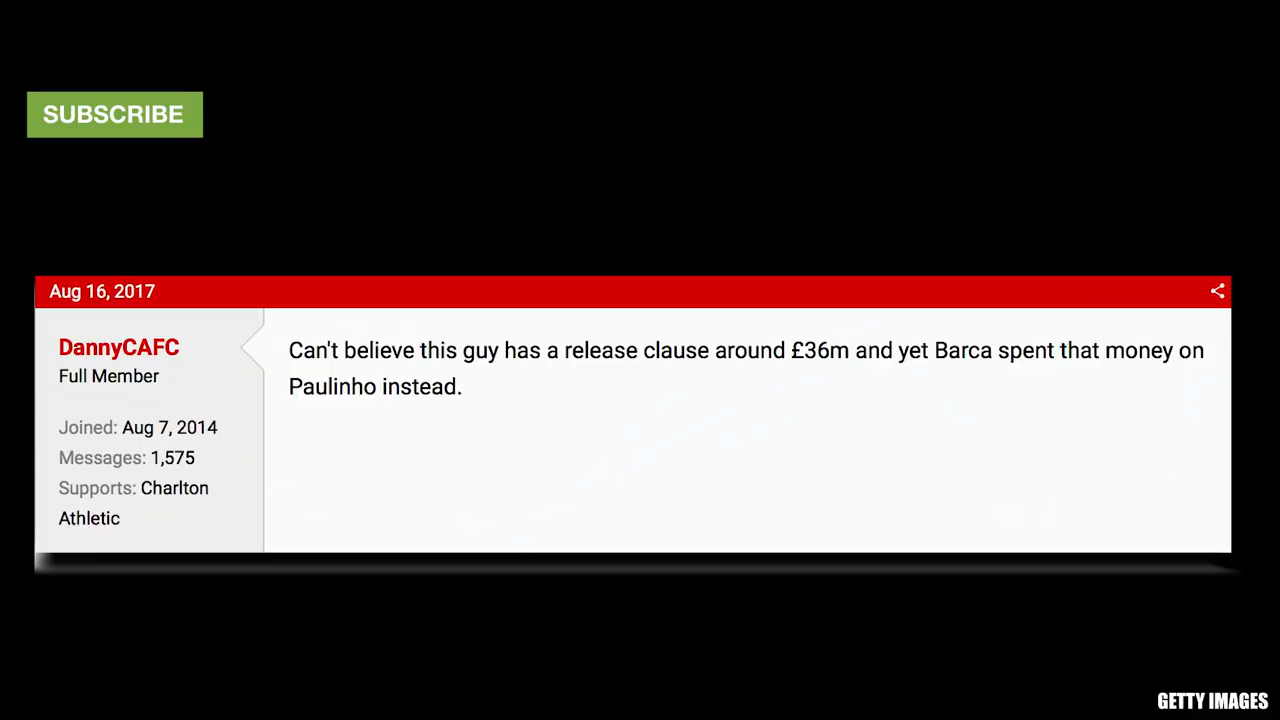 SUBSCRIBE
Aug 16, 2017
DannyCAFC
Full Member
Joined: Aug 7, 2014
Messages: 1,575
Supports: Charlton
Athletic
Can't believe this guy has a release clause around £36m and yet Barca spent that money on
Paulinho instead.
GETTY IMAGES